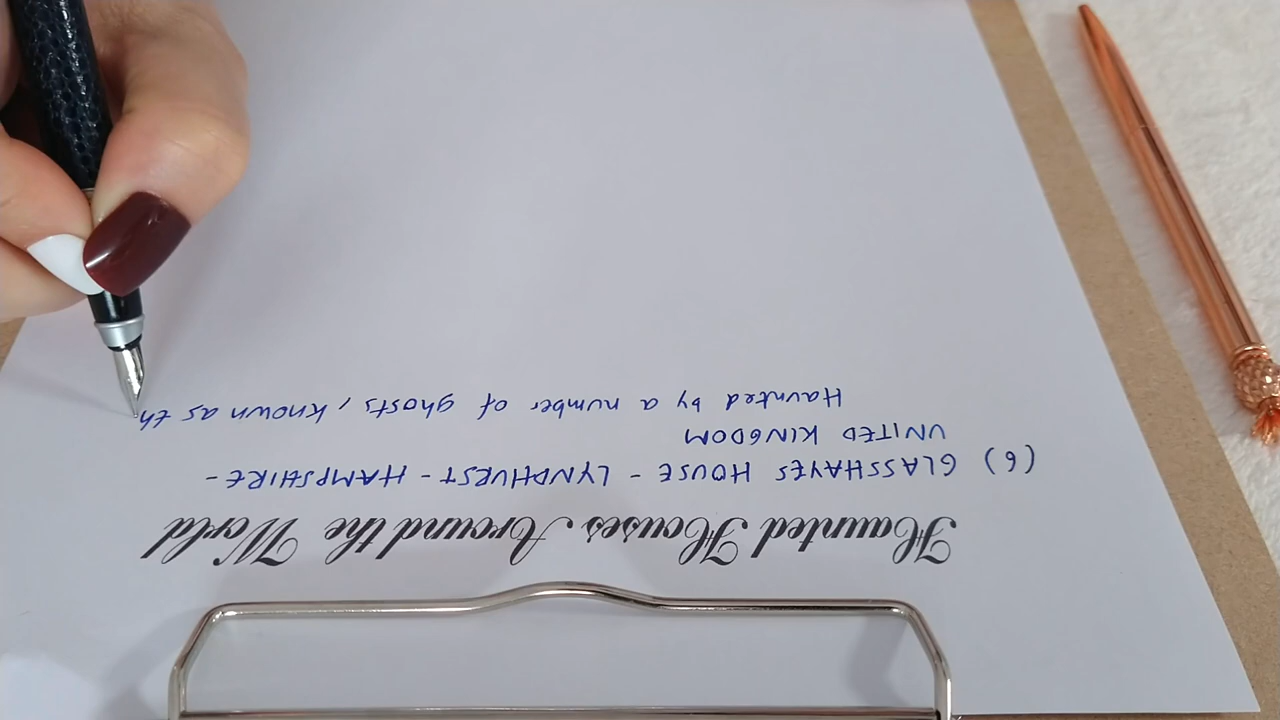 Haunted Houses Around the World
(6) GLASSHAYES HOUSE - LYNDHURST - HAMPSHIRE -
UNITED KINGDOM
Haunted by a number of ghosts, known as th